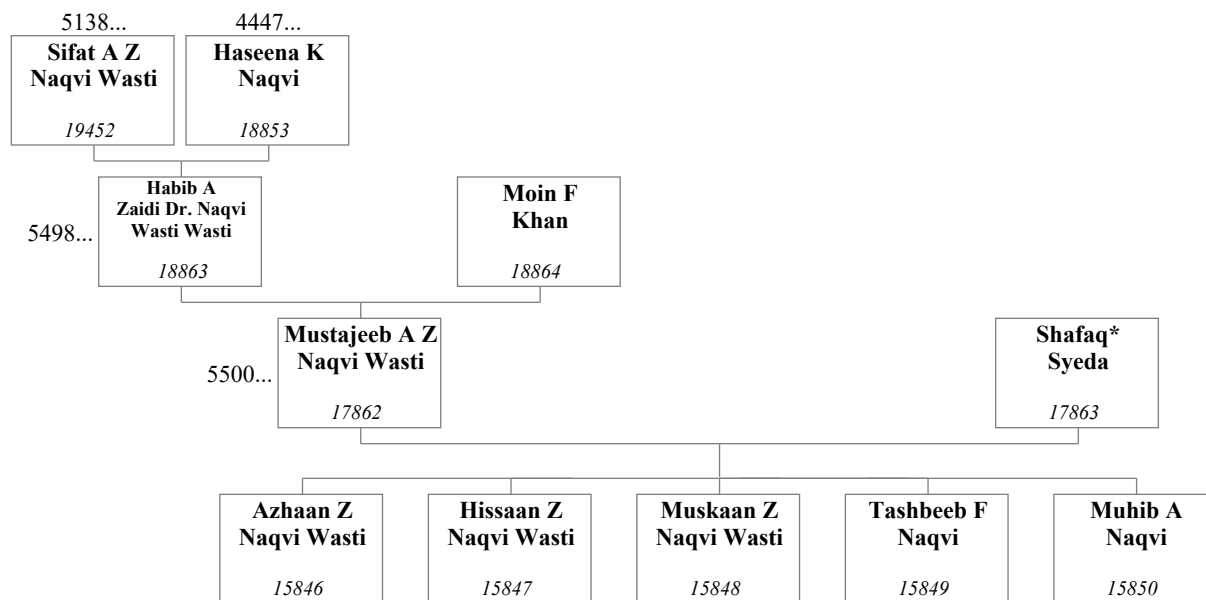 5138...
4447...
Sifat A Z
Naqvi Wasti
19452
Haseena K
Naqvi
18853
Habib A
Zaidi Dr. Naqvi
Wasti Wasti
18863
5498...
Moin F
Khan
18864
Mustajeeb A Z
Naqvi Wasti
17862
5500...
Shafaq*
Syeda
17863
Azhaan Z
Naqvi Wasti
15846
Hissaan Z
Naqvi Wasti
15847
Muskaan Z
Naqvi Wasti
15848
Tashbeeb F
Naqvi
15849
Muhib A
Naqvi
15850